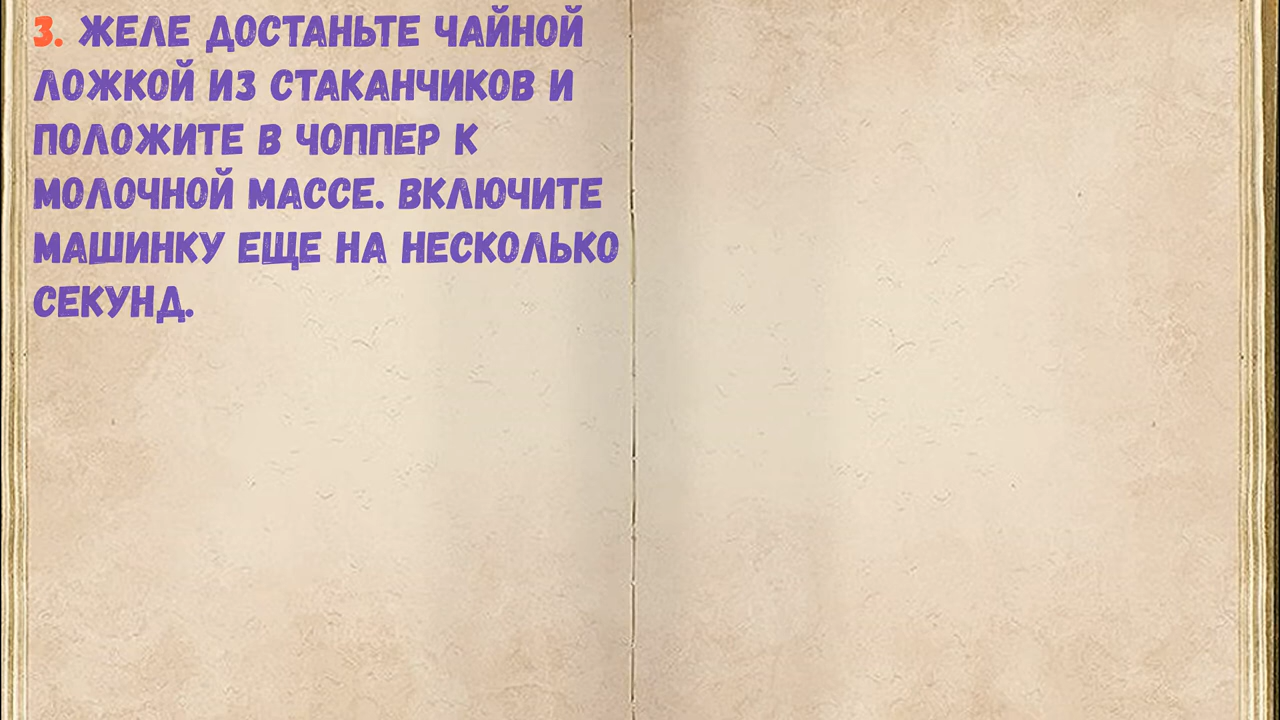 3. ЖЕЛЕ ДОСТАНЬТЕ ЧАЙНОЙ
ЛОЖКОЙ ИЗ СТАКАНЧИКОВ И
ПОЛОЖИТЕ В ЧОППЕР К
МОЛОЧНОЙ МАССЕ. ВКЛЮЧИТЕ
МАШИНКУ ЕЩЕ НА НЕСКОЛЬКО
СЕКУНД.